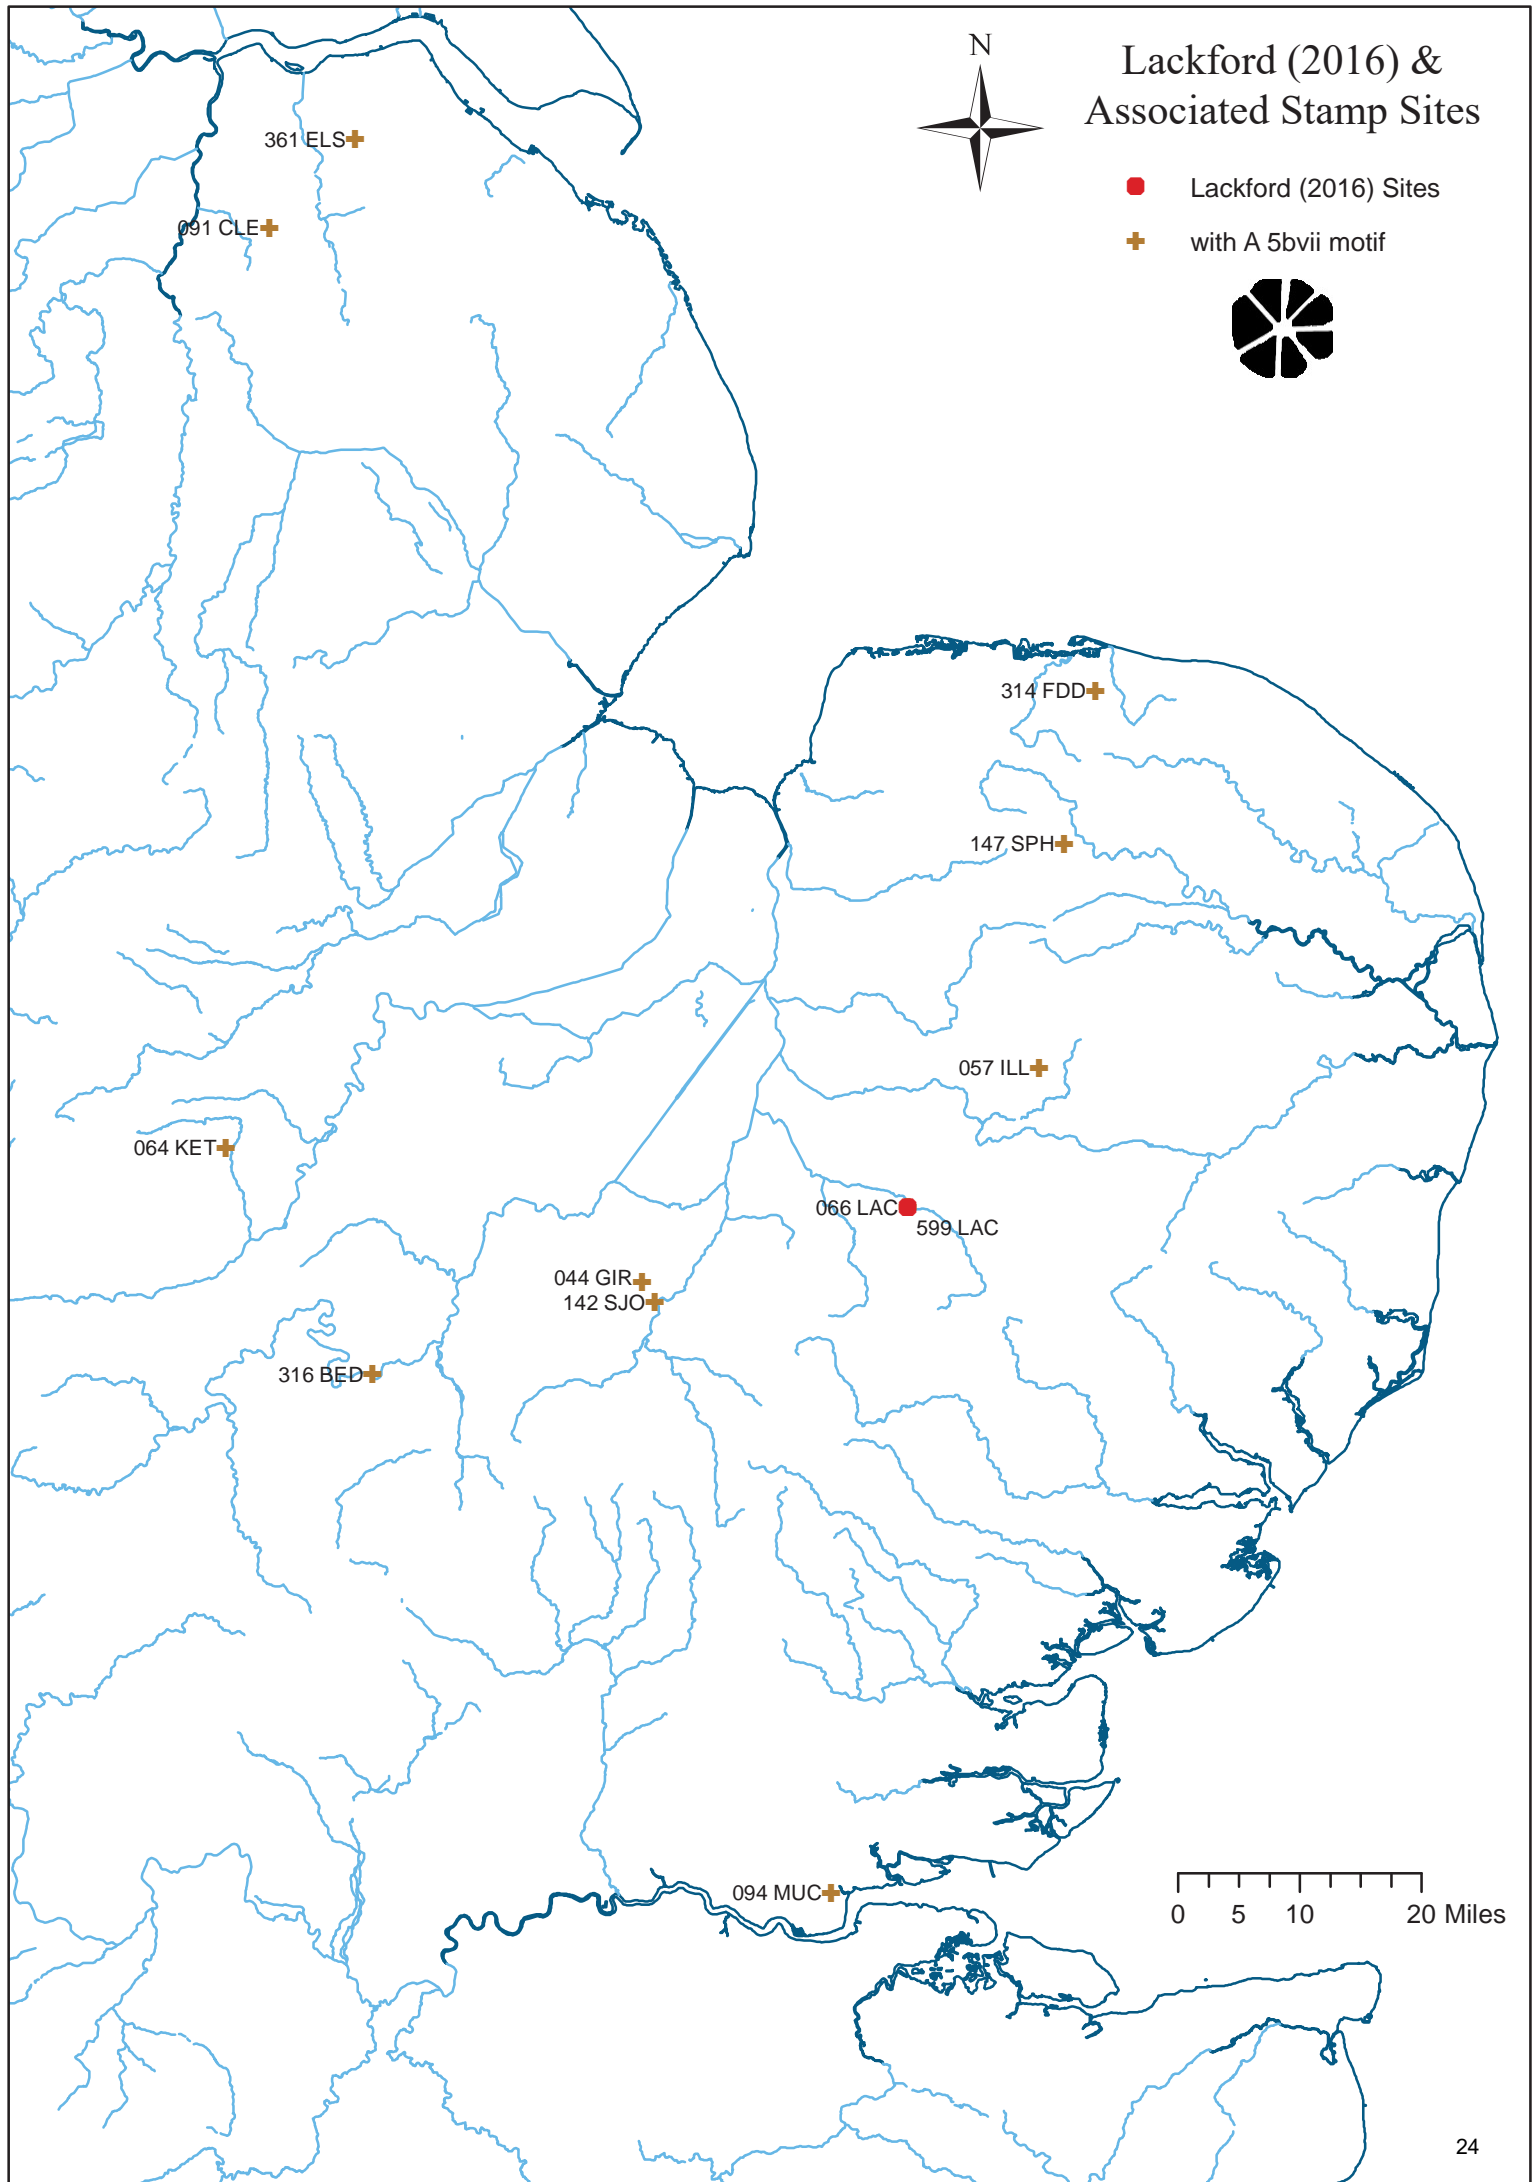 N
Lackford (2016) &
Associated Stamp Sites
Lackford (2016) Sites
with A 5bvii motif
361 ELS
091 CLE
314 FDD
147 SPH
057 ILL
064 KET
066 LAC
599 LAC
044 GIR
142 SJO
316 BED
094 MUC
0 5 10 20 Miles
24